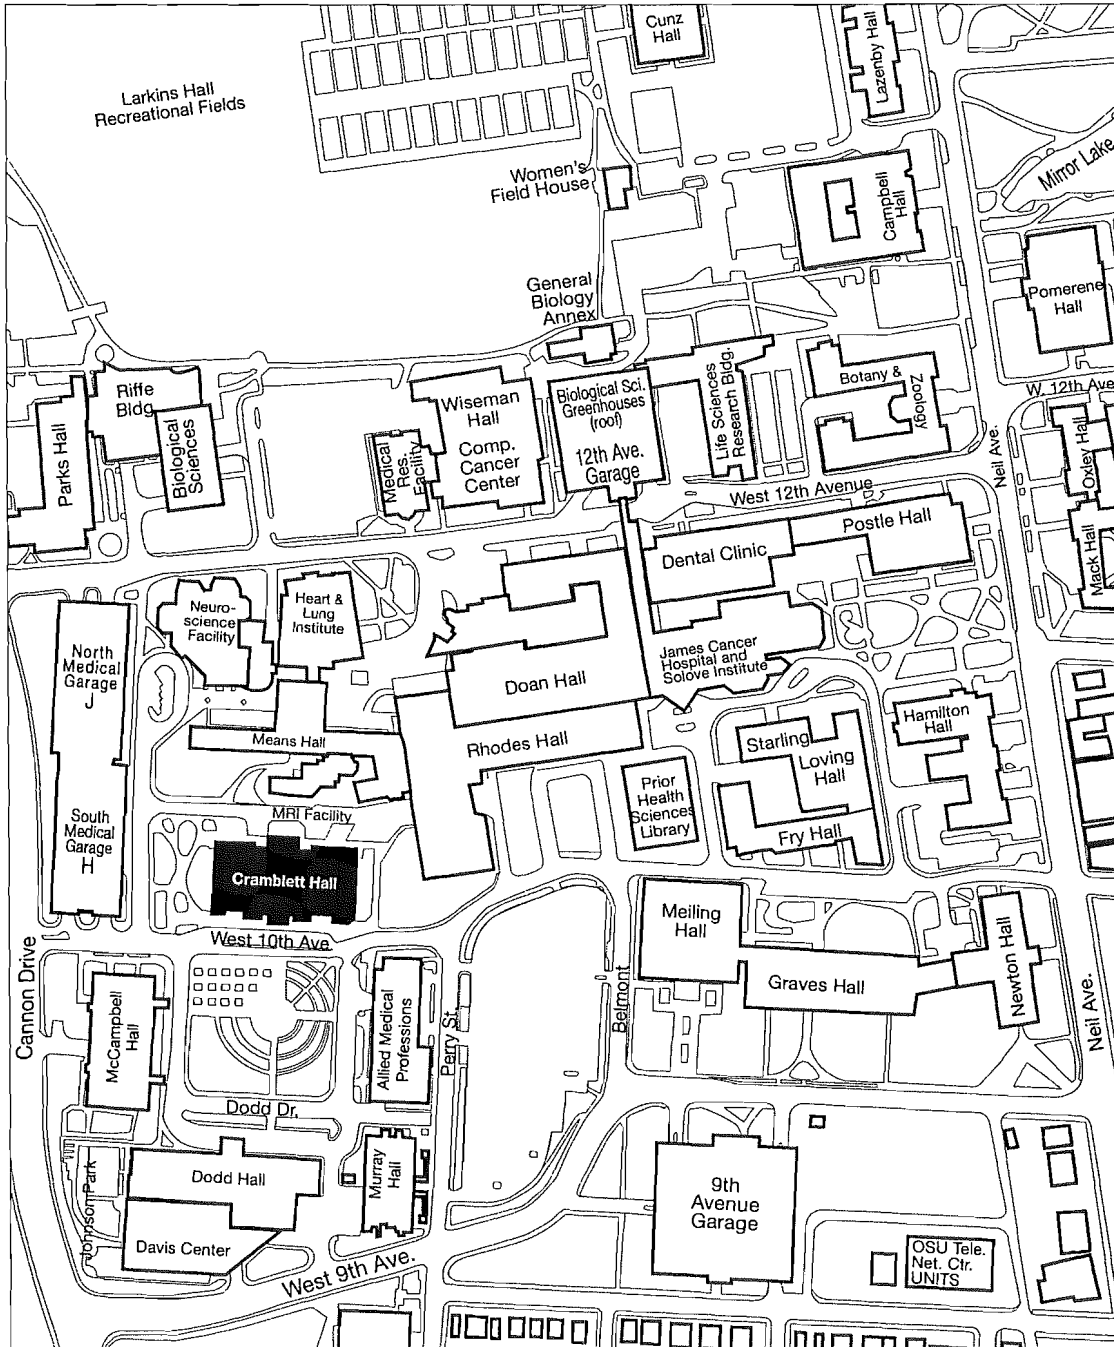 Cunz
Hall
Lazenby Hall
Larkins Hall
Recreational Fields
Women's
Field House
Campbell
Hall
Mirror Lake
General
Biology
Annex
Pomerene
Hall
Riffe
Bldg.
Parks Hall
Biological
Sciences
Wiseman
Hall
Comp.
Cancer
Center
Medical
Res.
Facility
Biological Sci.
Greenhouses
(roof)
12th Ave.
Garage
Life Sciences
Research Bldg.
Botany &
Zoology
W. 12th Ave
Oxley Hall
Neil Ave.
West 12th Avenue
Mack Hall
Dental Clinic
Postle Hall
Neuro-
science
Facility
Heart &
Lung
Institute
North
Medical
Garage
J
James Cancer
Hospital and
Solove Institute
Doan Hall
Means Hall
Rhodes Hall
Starling
Loving
Hall
Hamilton
Hall
MRI Facility
Prior
Health
Sciences
Library
Fry Hall
South
Medical
Garage
H
Cramblett Hall
West 10th Ave
Meiling
Hall
Graves Hall
Newton Hall
Cannon Drive
McCampbell
Hall
Allied Medical
Professions
Perry St.
Belmont
Neil Ave.
Dodd Dr.
Johnson Park
Dodd Hall
Murray
Hall
Davis Center
9th
Avenue
Garage
West 9th Ave.
OSU Tele.
Net. Ctr.
UNITS